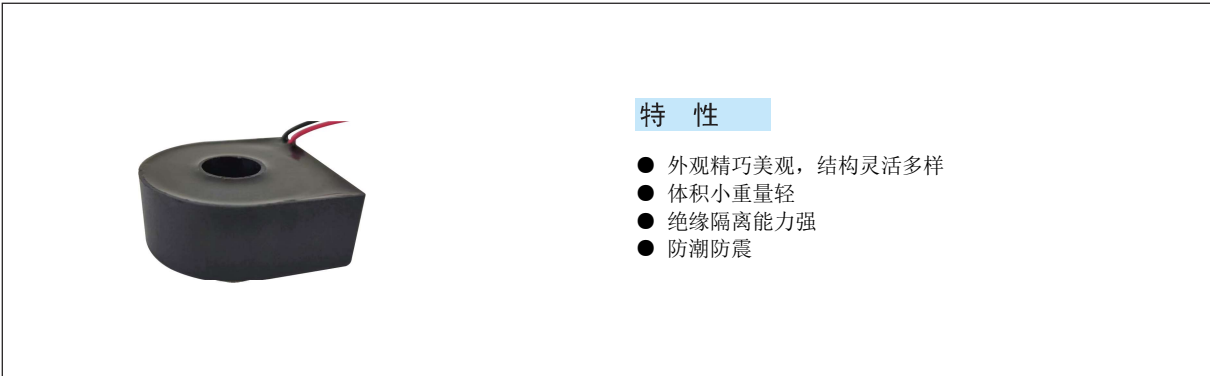 特 性
● 外观精巧美观，结构灵活多样
● 体积小重量轻
● 绝缘隔离能力强
● 防潮防震